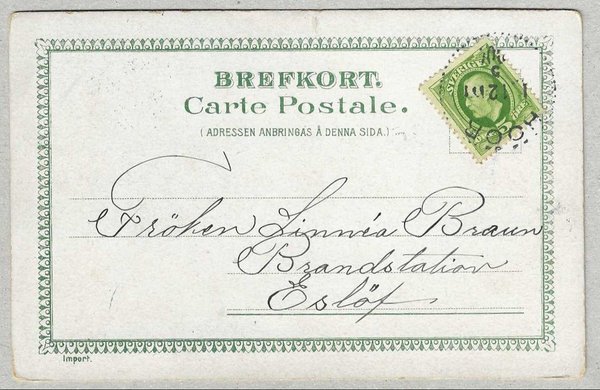 BREFKORT.
Carte Postale.
( ADRESSEN ANBRINGAS Å DENNA SIDA.)
SVERIGE
HÖÖR
Fröken Linnéa Braun
Brandstation
Eslöf.
Import.